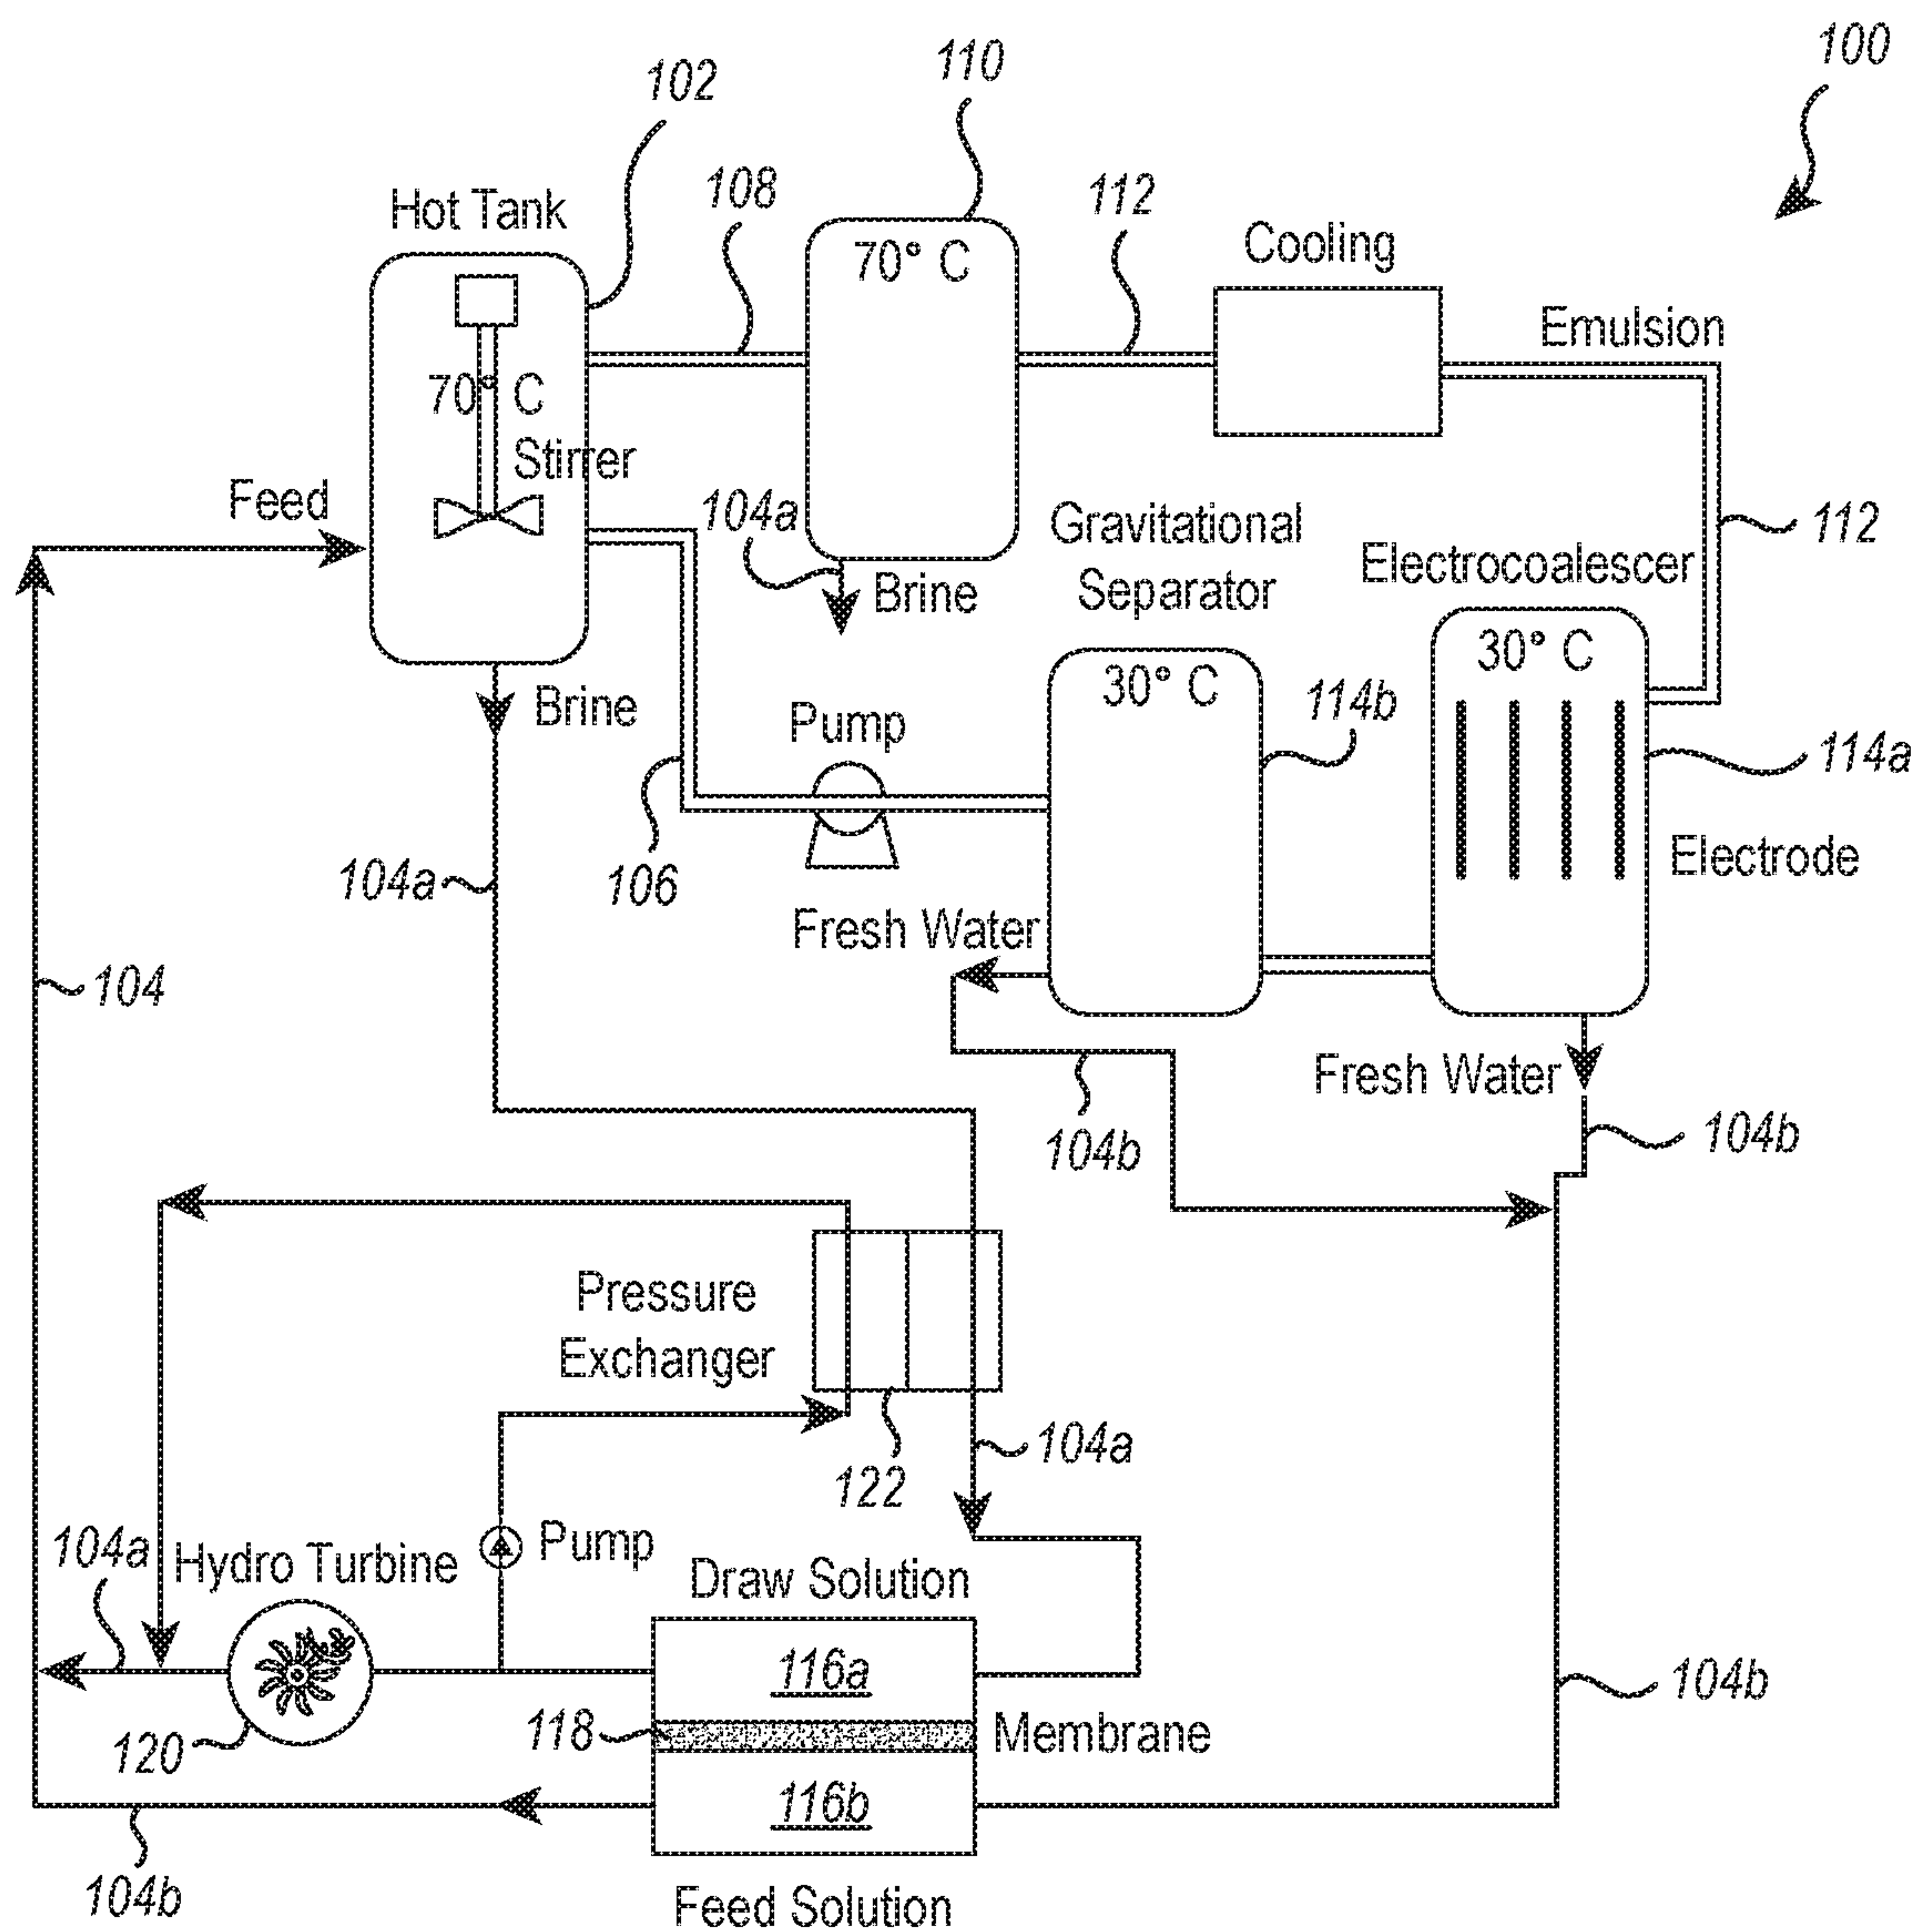 100
110
102
108
112
Hot Tank
70° C
Cooling
Emulsion
70° C
Stirrer
Feed
104a
Gravitational
Separator
112
Electrocoalescer
Brine
30° C
30° C
Brine
Pump
114b
114a
Electrode
104a
106
Fresh Water
104
Fresh Water
104b
104b
Pressure
Exchanger
104a
122
104a
Hydro Turbine
Pump
Draw Solution
116a
104b
118
Membrane
120
116b
104b
Feed Solution